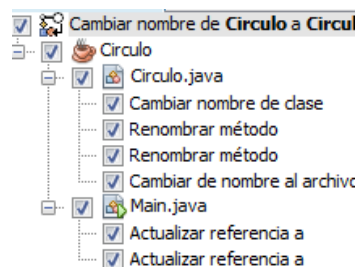 Cambiar nombre de Circulo a Circul
Circulo
Circulo.java
Cambiar nombre de clase
Renombrar método
Renombrar método
Cambiar de nombre al archivo
Main.java
Actualizar referencia a
Actualizar referencia a